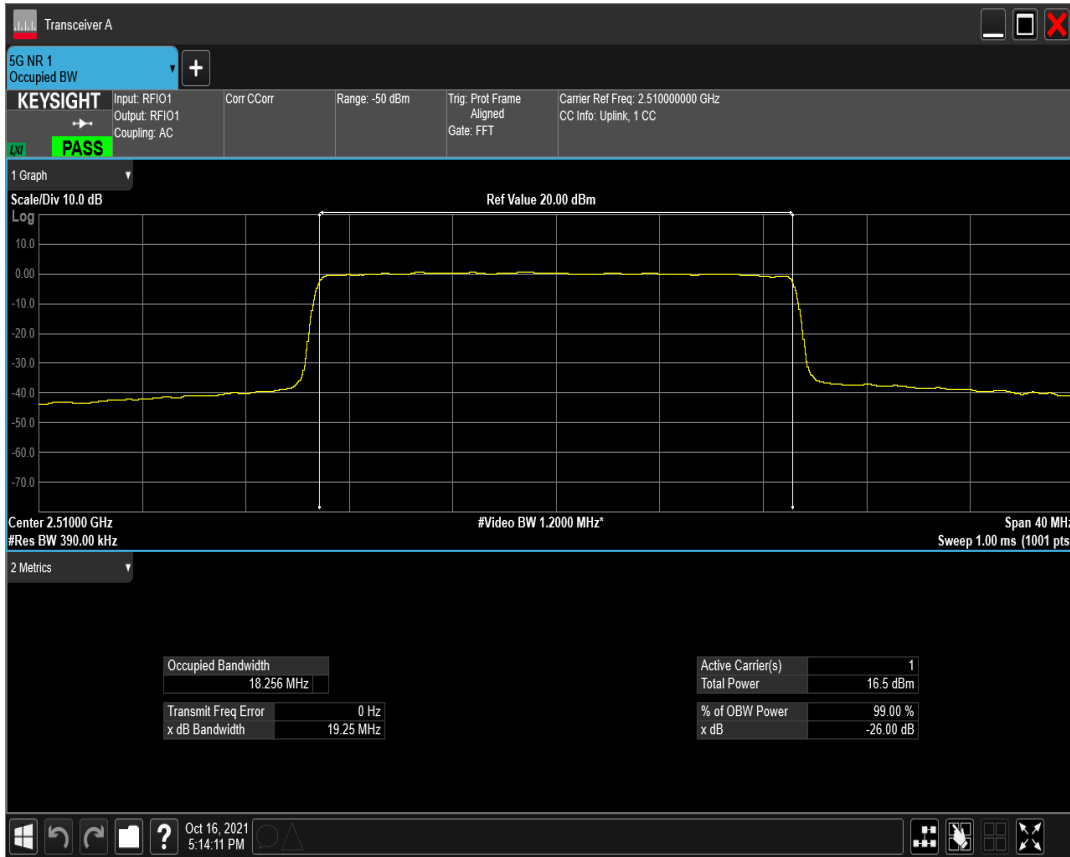 Transceiver A
5G NR 1
Occupied BW
+
KEYSIGHT
LXI
PASS
Input: RFIO1
Output: RFIO1
Coupling: AC
Corr CCorr
Range: -50 dBm
Trig: Prot Frame
Aligned
Gate: FFT
Carrier Ref Freq: 2.510000000 GHz
CC Info: Uplink, 1 CC
1 Graph
Scale/Div 10.0 dB
Ref Value 20.00 dBm
Log
10.0
0.00
-10.0
-20.0
-30.0
-40.0
-50.0
-60.0
-70.0
Center 2.51000 GHz
#Video BW 1.2000 MHz*
Span 40 MHz
#Res BW 390.00 kHz
Sweep 1.00 ms (1001 pts
2 Metrics
Occupied Bandwidth
18.256 MHz
Transmit Freq Error 0 Hz
x dB Bandwidth 19.25 MHz
Active Carrier(s) 1
Total Power 16.5 dBm
% of OBW Power 99.00 %
x dB -26.00 dB
?
Oct 16, 2021
5:14:11 PM